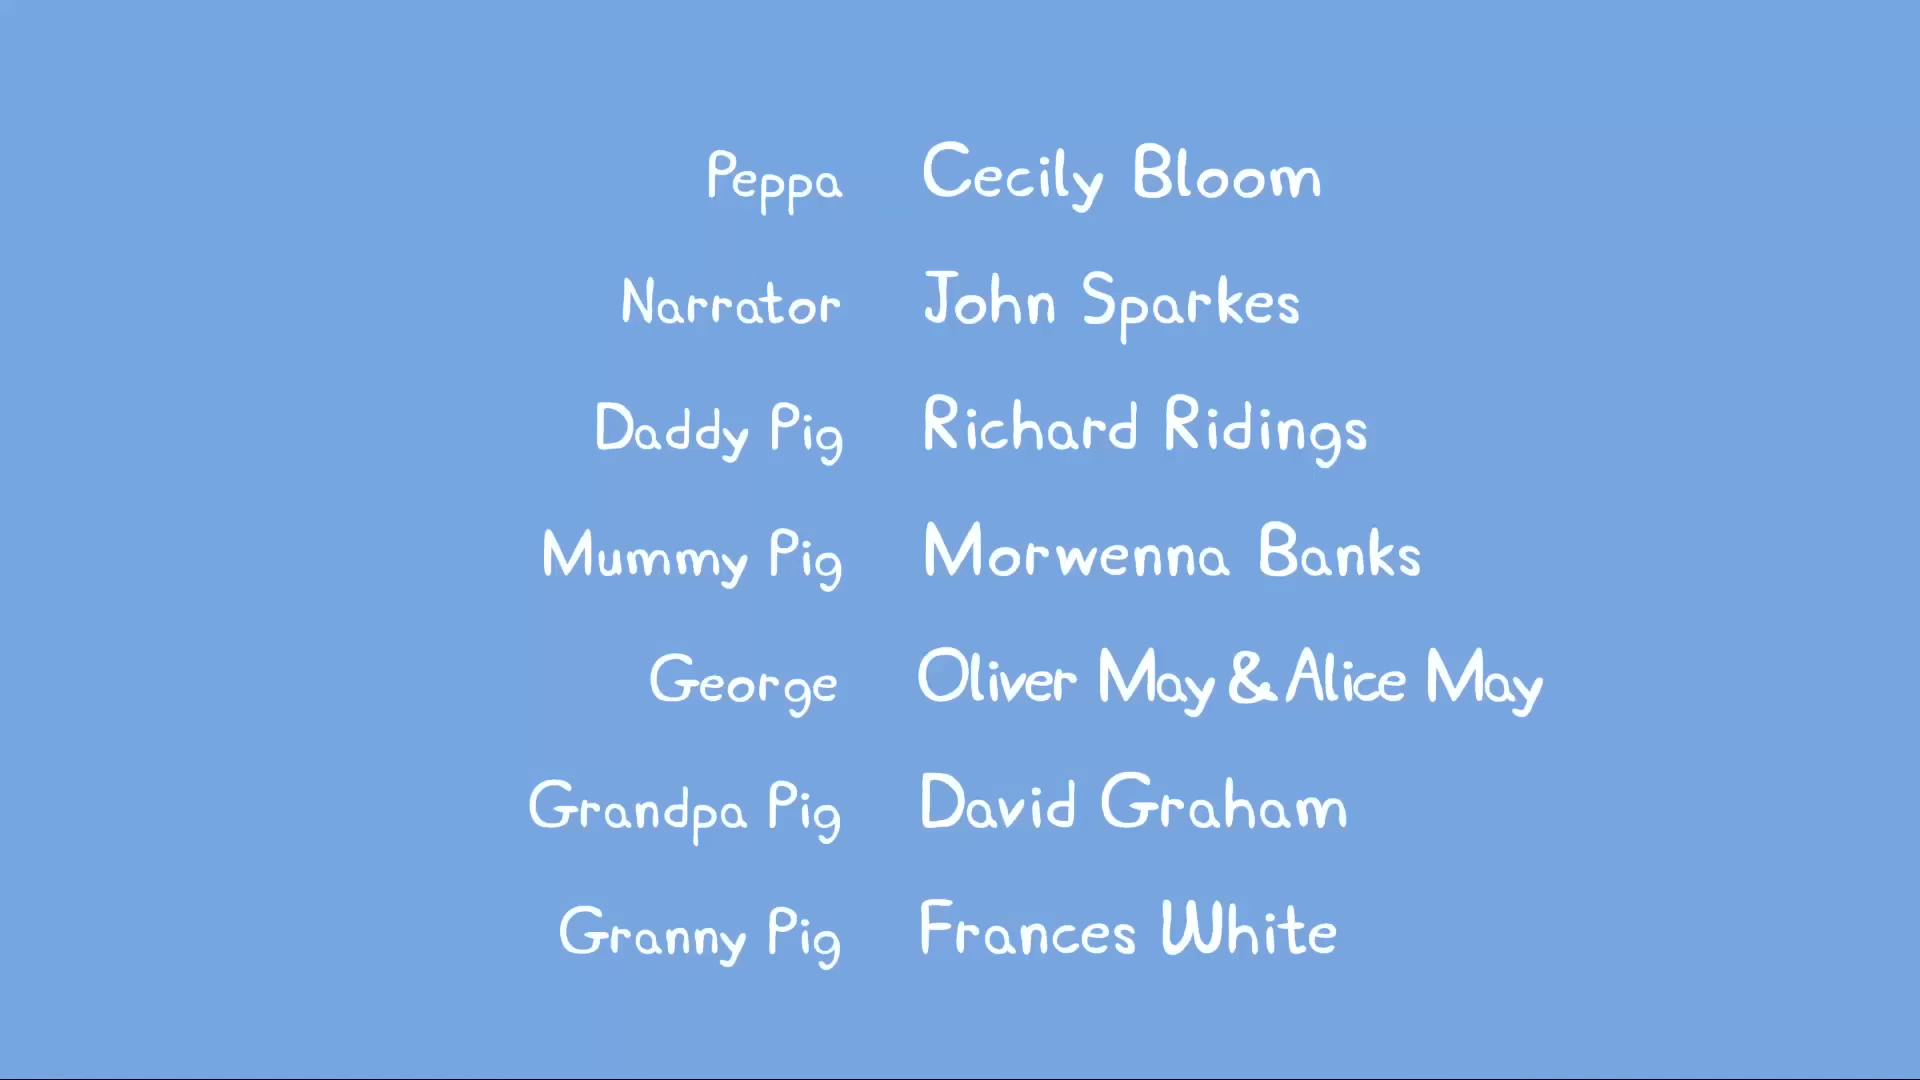 Peppa Cecily Bloom
Narrator John Sparkes
Daddy Pig Richard Ridings
Mummy Pig Morwenna Banks
George Oliver May & Alice May
Grandpa Pig David Graham
Granny Pig Frances White